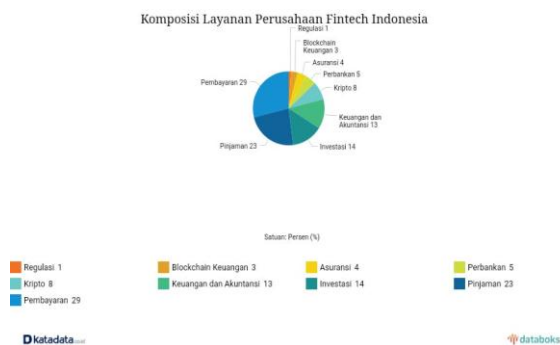 Komposisi Layanan Perusahaan Fintech Indonesia
Regulasi 1
Blockchain
Keuangan 3
Asuransi 4
Perbankan 5
Kripto 8
Keuangan dan
Akuntansi 13
Investasi 14
Pinjaman 23
Pembayaran 29
Satuan: Persen (%)
Regulasi 1
Blockchain Keuangan 3
Asuransi 4
Perbankan 5
Kripto 8
Keuangan dan Akuntansi 13
Investasi 14
Pinjaman 23
Pembayaran 29
katadata
databoks